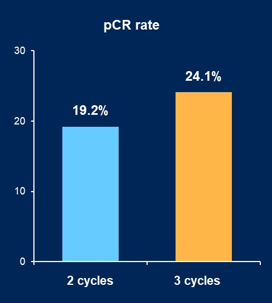 pCR rate
30
24.1%
19.2%
20
10
0
2 cycles
3 cycles